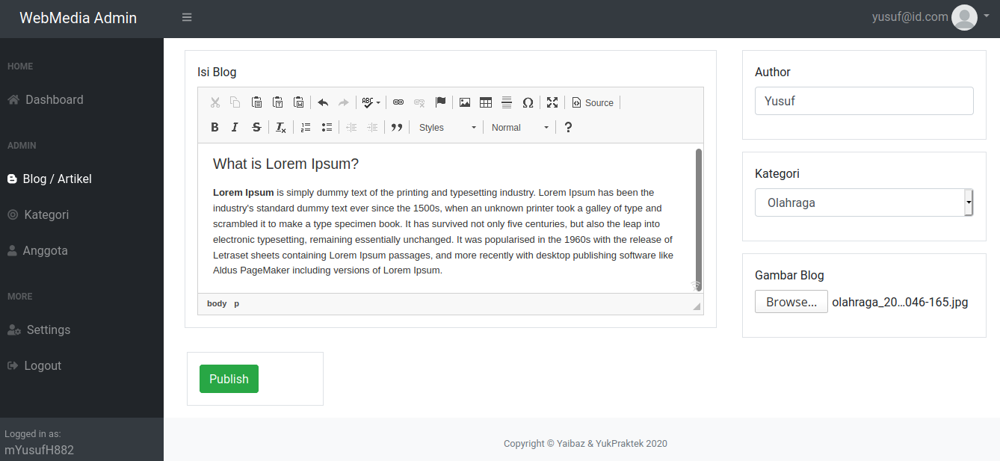 WebMedia Admin
yusuf@id.com
HOME
Dashboard
ADMIN
Blog / Artikel
Kategori
Anggota
MORE
Settings
Logout
Logged in as:
mYusufH882
Isi Blog
ABC
Source
B I S Ix
Styles
Normal
?
What is Lorem Ipsum?
Lorem Ipsum is simply dummy text of the printing and typesetting industry. Lorem Ipsum has been the
industry's standard dummy text ever since the 1500s, when an unknown printer took a galley of type and
scrambled it to make a type specimen book. It has survived not only five centuries, but also the leap into
electronic typesetting, remaining essentially unchanged. It was popularised in the 1960s with the release of
Letraset sheets containing Lorem Ipsum passages, and more recently with desktop publishing software like
Aldus PageMaker including versions of Lorem Ipsum.
body p
Publish
Author
Yusuf
Kategori
Olahraga
Gambar Blog
Browse... olahraga_20...046-165.jpg
Copyright © Yaibaz & YukPraktek 2020